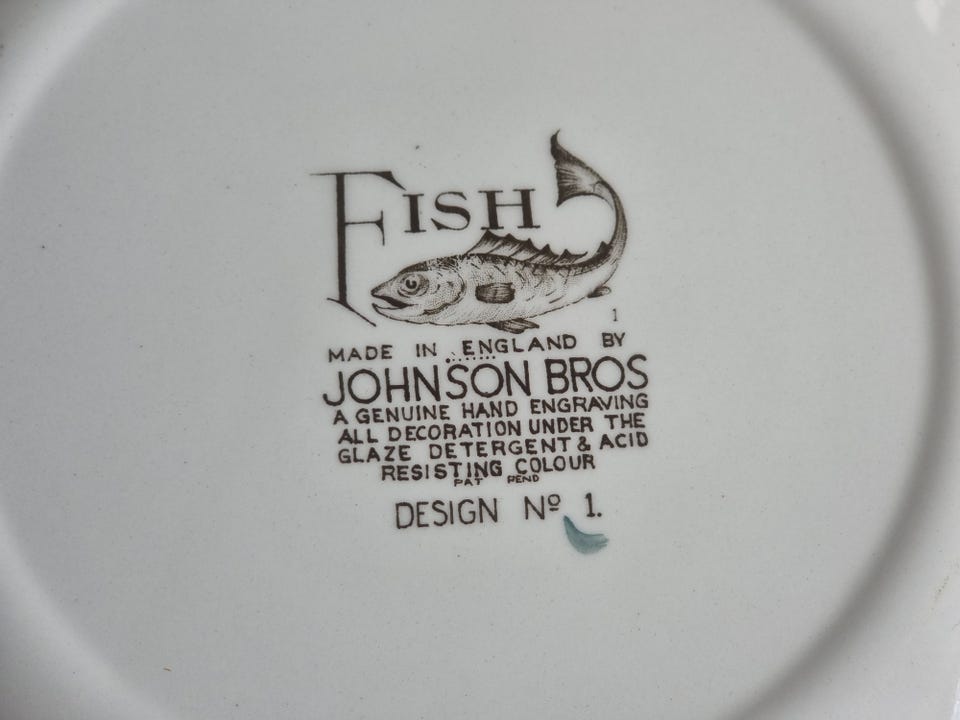 FISH
1
MADE IN ENGLAND BY
JOHNSON BROS
A GENUINE HAND ENGRAVING
ALL DECORATION UNDER THE
GLAZE DETERGENT & ACID
RESISTING COLOUR
PAT PEND
DESIGN Nº 1.